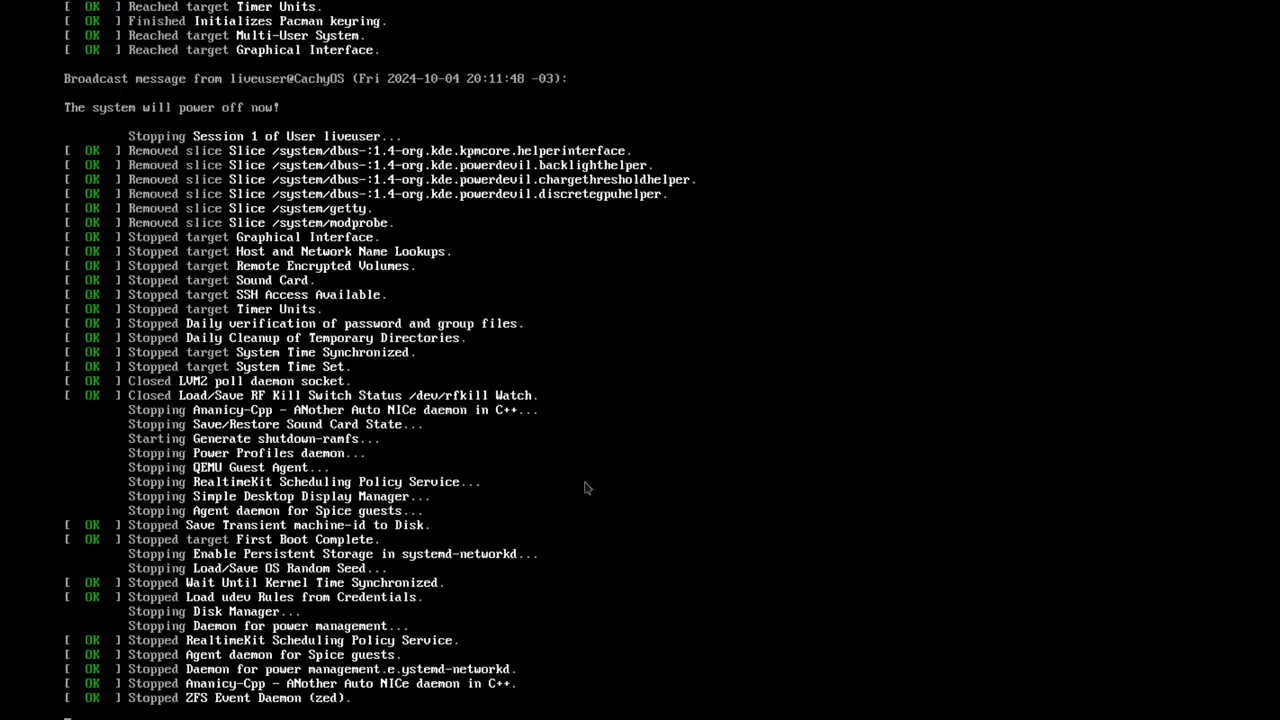 [  OK  ] Reached target Timer Units.
[  OK  ] Finished Initializes Pacman keyring.
[  OK  ] Reached target Multi-User System.
[  OK  ] Reached target Graphical Interface.
Broadcast message from liveuser@CachyOS (Fri 2024-10-04 20:11:48 -03):
The system will power off now!
Stopping Session 1 of User liveuser...
[  OK  ] Removed slice Slice /system/dbus-:1.4-org.kde.kpmcore.helperinterface.
[  OK  ] Removed slice Slice /system/dbus-:1.4-org.kde.powerdevil.backlighthelper.
[  OK  ] Removed slice Slice /system/dbus-:1.4-org.kde.powerdevil.chargethresholdhelper.
[  OK  ] Removed slice Slice /system/dbus-:1.4-org.kde.powerdevil.discretegpuhelper.
[  OK  ] Removed slice Slice /system/getty.
[  OK  ] Removed slice Slice /system/modprobe.
[  OK  ] Stopped target Graphical Interface.
[  OK  ] Stopped target Host and Network Name Lookups.
[  OK  ] Stopped target Remote Encrypted Volumes.
[  OK  ] Stopped target Sound Card.
[  OK  ] Stopped target SSH Access Available.
[  OK  ] Stopped target Timer Units.
[  OK  ] Stopped Daily verification of password and group files.
[  OK  ] Stopped Daily Cleanup of Temporary Directories.
[  OK  ] Stopped target System Time Synchronized.
[  OK  ] Stopped target System Time Set.
[  OK  ] Closed LVM2 poll daemon socket.
[  OK  ] Closed Load/Save RF Kill Switch Status /dev/rfkill Watch.
Stopping Ananicy-Cpp - ANother Auto NICe daemon in C++...
Stopping Save/Restore Sound Card State...
Starting Generate shutdown-ramfs...
Stopping Power Profiles daemon...
Stopping QEMU Guest Agent...
Stopping RealtimeKit Scheduling Policy Service...
Stopping Simple Desktop Display Manager...
Stopping Agent daemon for Spice guests...
[  OK  ] Stopped Save Transient machine-id to Disk.
[  OK  ] Stopped target First Boot Complete.
Stopping Enable Persistent Storage in systemd-networkd...
Stopping Load/Save OS Random Seed...
[  OK  ] Stopped Wait Until Kernel Time Synchronized.
[  OK  ] Stopped Load udev Rules from Credentials.
Stopping Disk Manager...
Stopping Daemon for power management...
[  OK  ] Stopped RealtimeKit Scheduling Policy Service.
[  OK  ] Stopped Agent daemon for Spice guests.
[  OK  ] Stopped Daemon for power management.e.ystemd-networkd.
[  OK  ] Stopped Ananicy-Cpp - ANother Auto NICe daemon in C++.
[  OK  ] Stopped ZFS Event Daemon (zed).